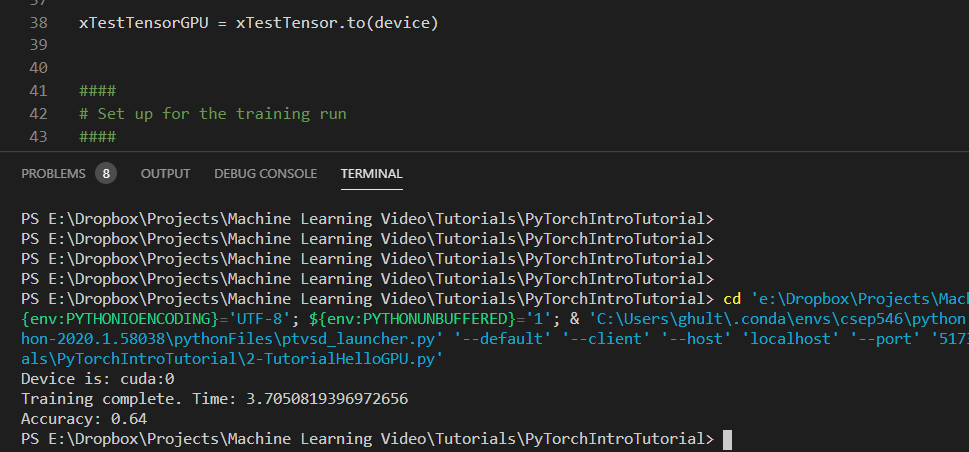 37
38 xTestTensorGPU = xTestTensor.to(device)
39
40
41 ####
42 # Set up for the training run
43 ####
PROBLEMS 8 OUTPUT DEBUG CONSOLE TERMINAL
PS E:\Dropbox\Projects\Machine Learning Video\Tutorials\PyTorchIntroTutorial>
PS E:\Dropbox\Projects\Machine Learning Video\Tutorials\PyTorchIntroTutorial>
PS E:\Dropbox\Projects\Machine Learning Video\Tutorials\PyTorchIntroTutorial>
PS E:\Dropbox\Projects\Machine Learning Video\Tutorials\PyTorchIntroTutorial>
PS E:\Dropbox\Projects\Machine Learning Video\Tutorials\PyTorchIntroTutorial> cd 'e:\Dropbox\Projects\Mach
{env:PYTHONIOENCODING}='UTF-8'; ${env:PYTHONUNBUFFERED}='1'; & 'C:\Users\ghult\.conda\envs\csep546\python
hon-2020.1.58038\pythonFiles\ptvsd_launcher.py' '--default' '--client' '--host' 'localhost' '--port' '5173
als\PyTorchIntroTutorial\2-TutorialHelloGPU.py'
Device is: cuda:0
Training complete. Time: 3.7050819396972656
Accuracy: 0.64
PS E:\Dropbox\Projects\Machine Learning Video\Tutorials\PyTorchIntroTutorial>